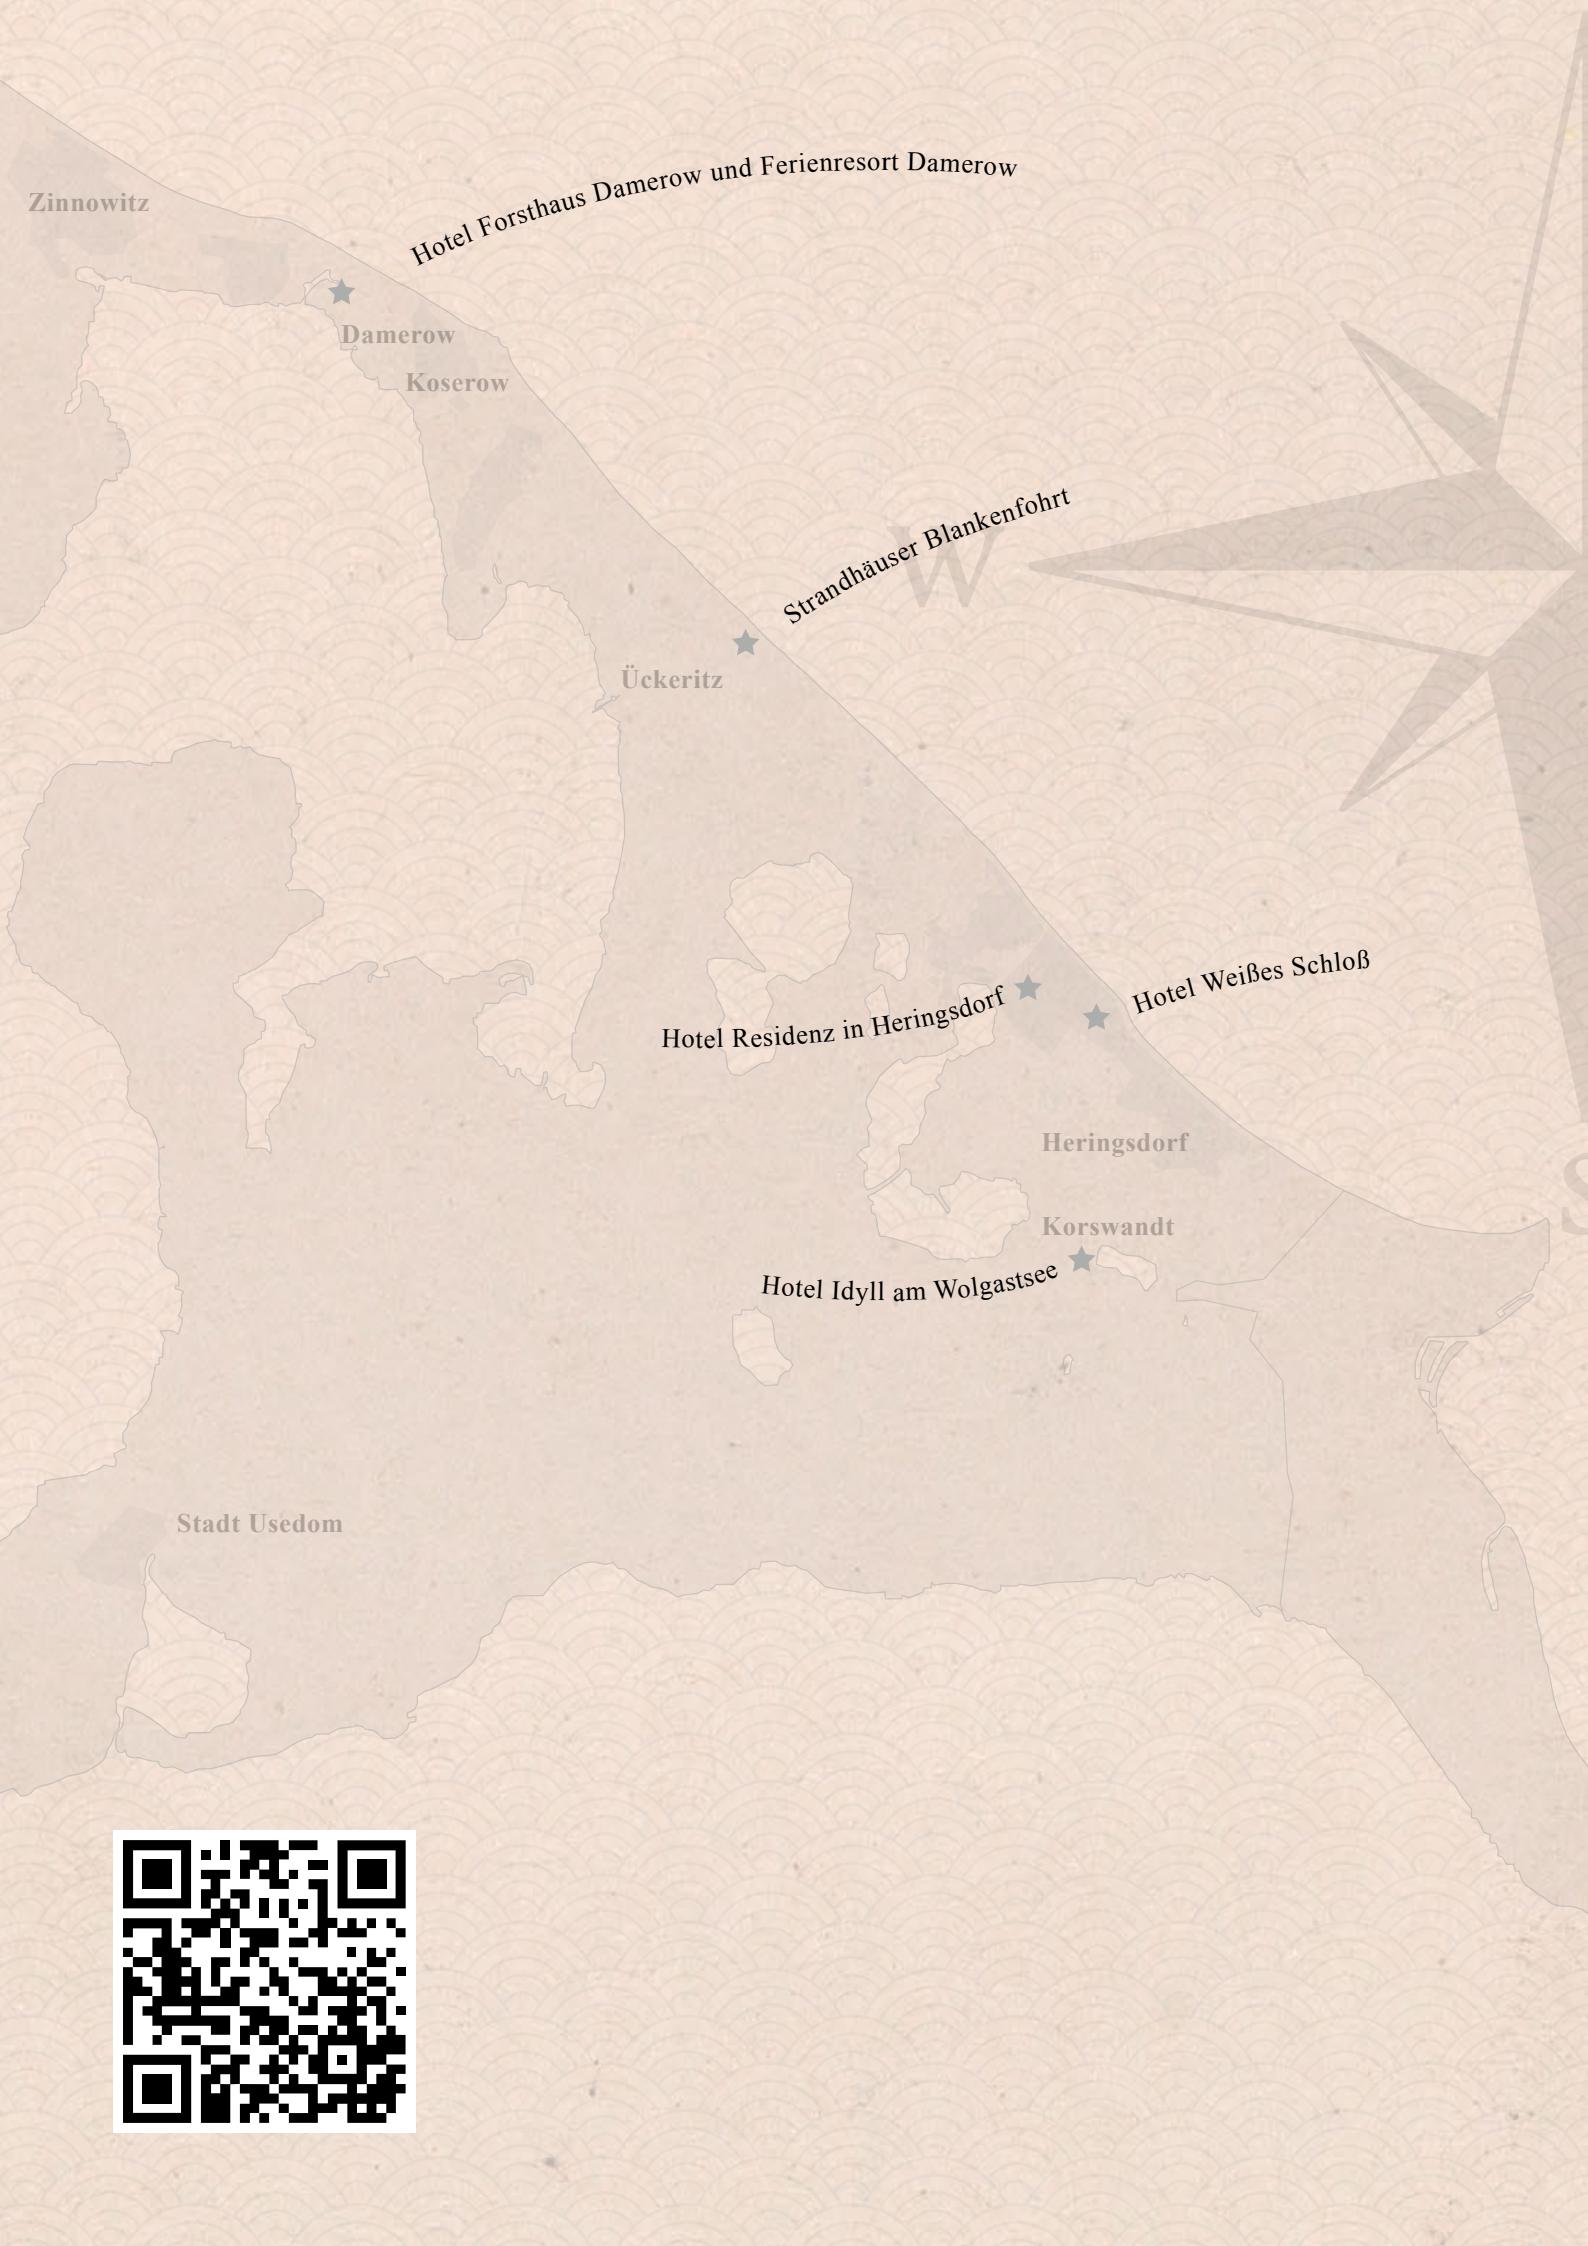 Hotel Forsthaus Damerow und Ferienresort Damerow
Zinnowitz
Damerow
Koserow
Strandhäuser Blankenfohrt
W
Ückeritz
Hotel Weißes Schloß
Hotel Residenz in Heringsdorf
Heringsdorf
S
Korswandt
Hotel Idyll am Wolgastsee
Stadt Usedom